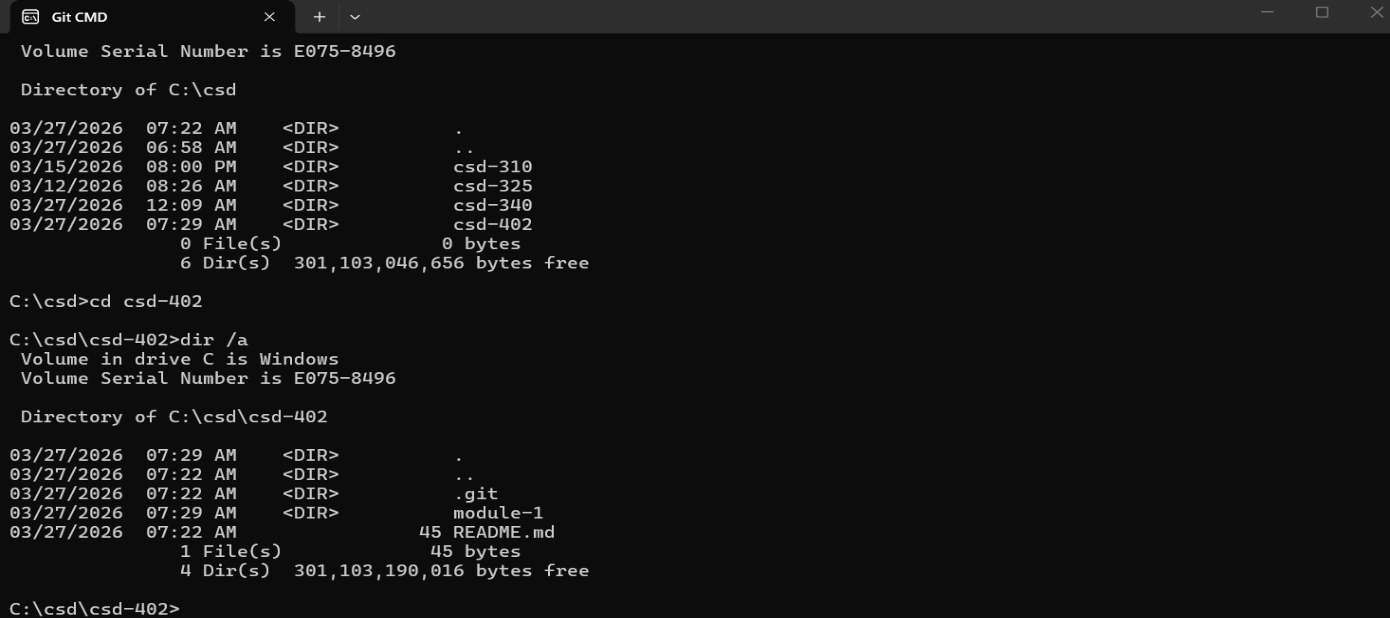 Git CMD
 Volume Serial Number is E075-8496
 Directory of C:\csd
03/27/2026  07:22 AM    <DIR>          .
03/27/2026  06:58 AM    <DIR>          ..
03/15/2026  08:00 PM    <DIR>          csd-310
03/12/2026  08:26 AM    <DIR>          csd-325
03/27/2026  12:09 AM    <DIR>          csd-340
03/27/2026  07:29 AM    <DIR>          csd-402
               0 File(s)              0 bytes
               6 Dir(s)  301,103,046,656 bytes free
C:\csd>cd csd-402
C:\csd\csd-402>dir /a
 Volume in drive C is Windows
 Volume Serial Number is E075-8496
 Directory of C:\csd\csd-402
03/27/2026  07:29 AM    <DIR>          .
03/27/2026  07:22 AM    <DIR>          ..
03/27/2026  07:22 AM    <DIR>          .git
03/27/2026  07:29 AM    <DIR>          module-1
03/27/2026  07:22 AM                45 README.md
               1 File(s)             45 bytes
               4 Dir(s)  301,103,190,016 bytes free
C:\csd\csd-402>